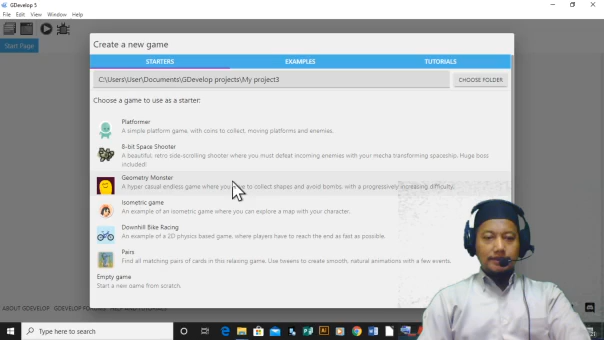 GDevelop 5
File Edit View Window Help
Start Page
Create a new game
STARTERS EXAMPLES TUTORIALS
C:\Users\User\Documents\GDevelop projects\My project3
CHOOSE FOLDER
Choose a game to use as a starter:
Platformer
A simple platform game, with coins to collect, moving platforms and enemies.
8-bit Space Shooter
A beautiful, retro side-scrolling shooter where you must defeat incoming enemies with your mecha transforming spaceship. Huge boss
included!
Geometry Monster
A hyper casual endless game where you have to collect shapes and avoid bombs, with a progressively increasing difficulty.
Isometric game
An example of an isometric game where you can explore a map with your character.
Downhill Bike Racing
An example of a 2D physics based game, where players have to reach the end as fast as possible.
Pairs
Find all matching pairs of cards in this relaxing game. Use tweens to create smooth, natural animations with a few events.
Empty game
Start a new game from scratch.
ABOUT GDEVELOP GDEVELOP
Type here to search